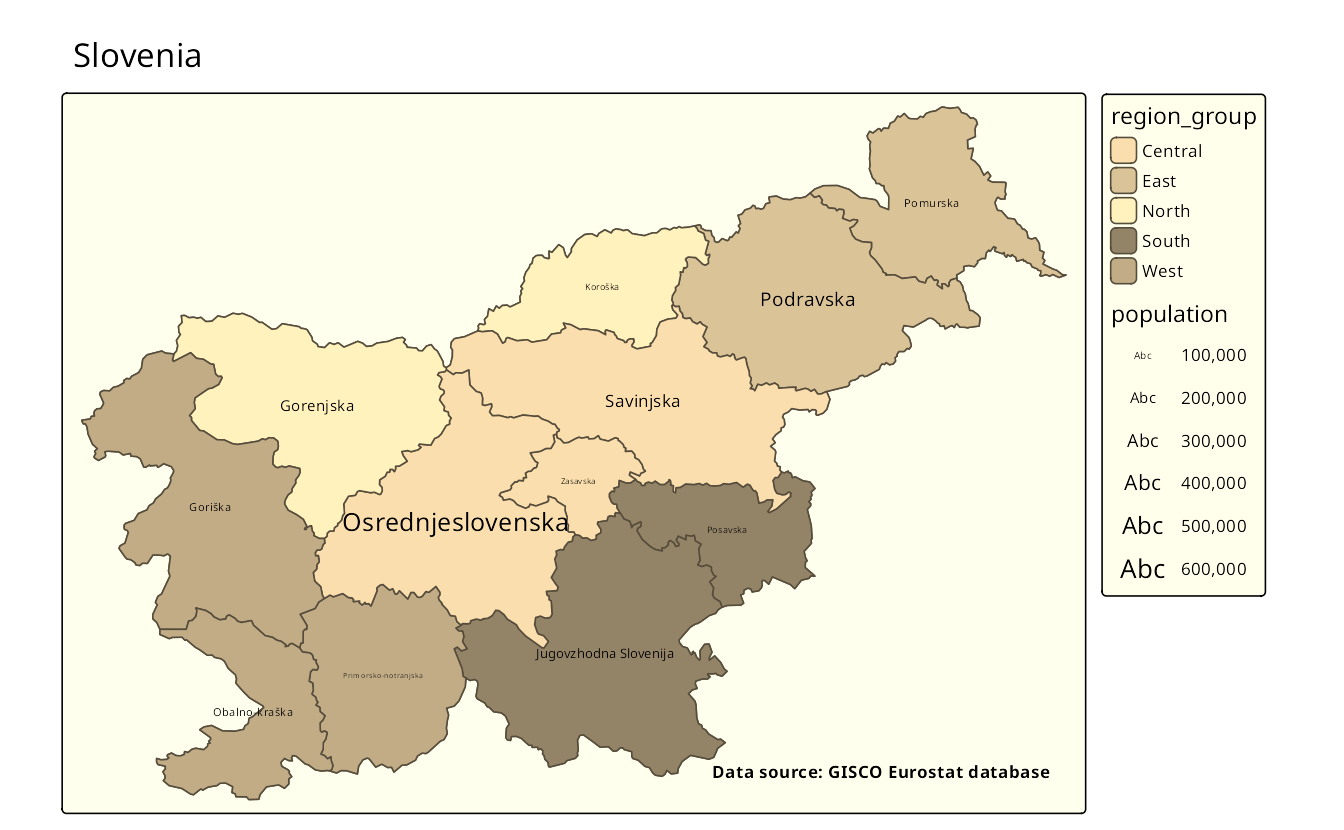 Slovenia
region_group
Central
East
North
South
West
population
Abc 100,000
Abc 200,000
Abc 300,000
Abc 400,000
Abc 500,000
Abc 600,000
Pomurska
Koroška
Podravska
Gorenjska
Savinjska
Zasavska
Goriška
Osrednjeslovenska
Posavska
Jugovzhodna Slovenija
Primorsko-notranjska
Obalno-kraška
Data source: GISCO Eurostat database